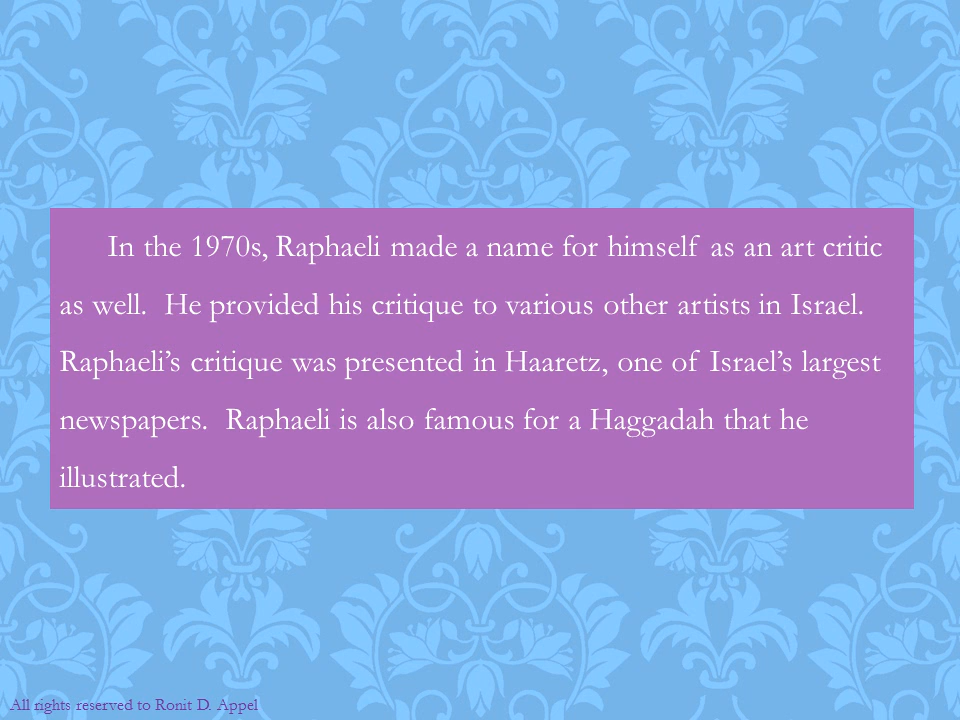 In the 1970s, Raphaeli made a name for himself as an art critic
as well.  He provided his critique to various other artists in Israel.
Raphaeli’s critique was presented in Haaretz, one of Israel’s largest
newspapers.  Raphaeli is also famous for a Haggadah that he
illustrated.
All rights reserved to Ronit D. Appel